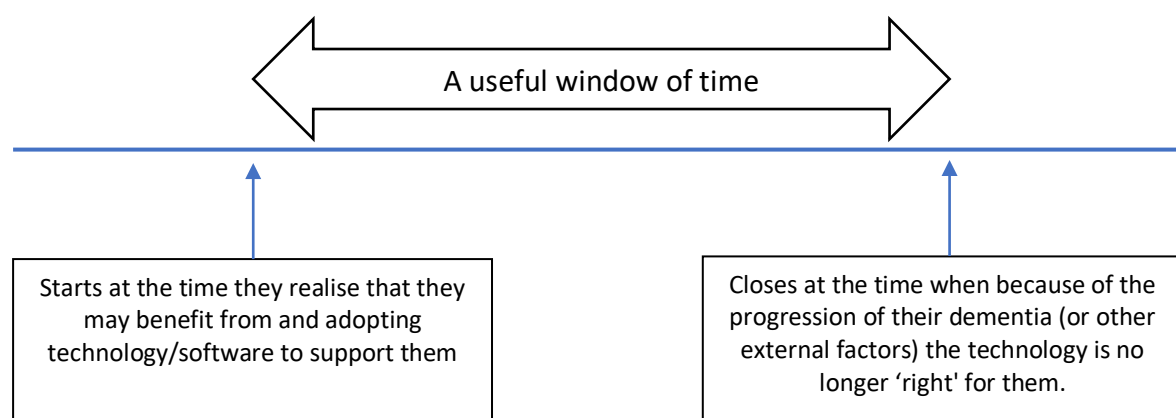 A useful window of time
Starts at the time they realise that they
may benefit from and adopting
technology/software to support them
Closes at the time when because of the
progression of their dementia (or other
external factors) the technology is no
longer ‘right' for them.